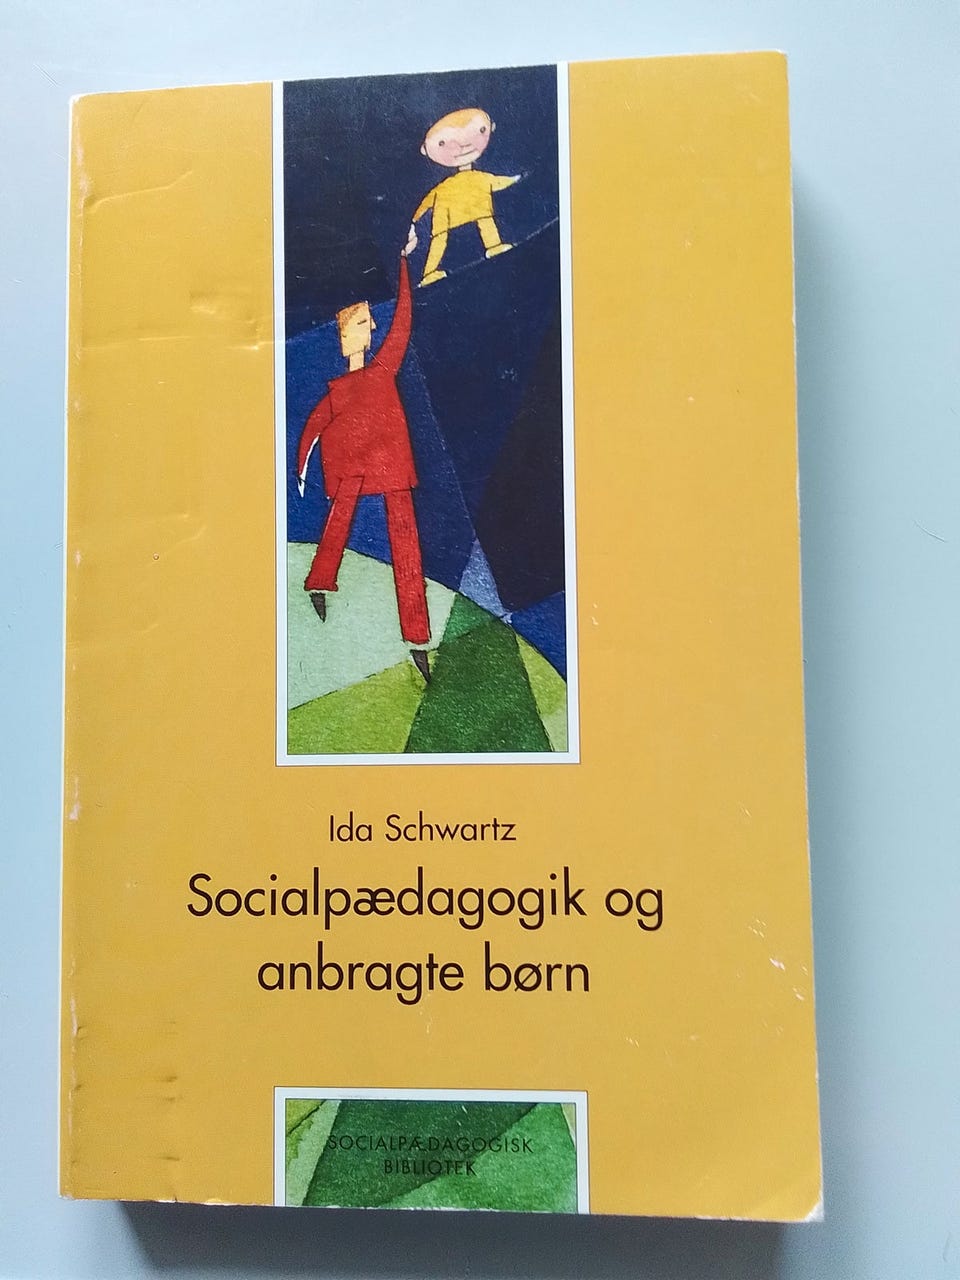 Ida Schwartz
Socialpædagogik og
anbragte børn
SOCIALPÆDAGOGISK
BIBLIOTEK